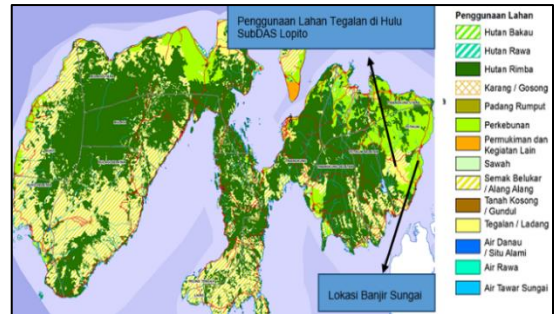 Penggunaan Lahan Tegalan di Hulu
SubDAS Lopito
Lokasi Banjir Sungai
Penggunaan Lahan
Hutan Bakau
Hutan Rawa
Hutan Rimba
Karang / Gosong
Padang Rumput
Perkebunan
Permukiman dan
Kegiatan Lain
Sawah
Semak Belukar /
Alang Alang
Tanah Kosong
/ Gundul
Tegalan / Ladang
Air Danau
/ Situ Alami
Air Rawa
Air Tawar Sungai